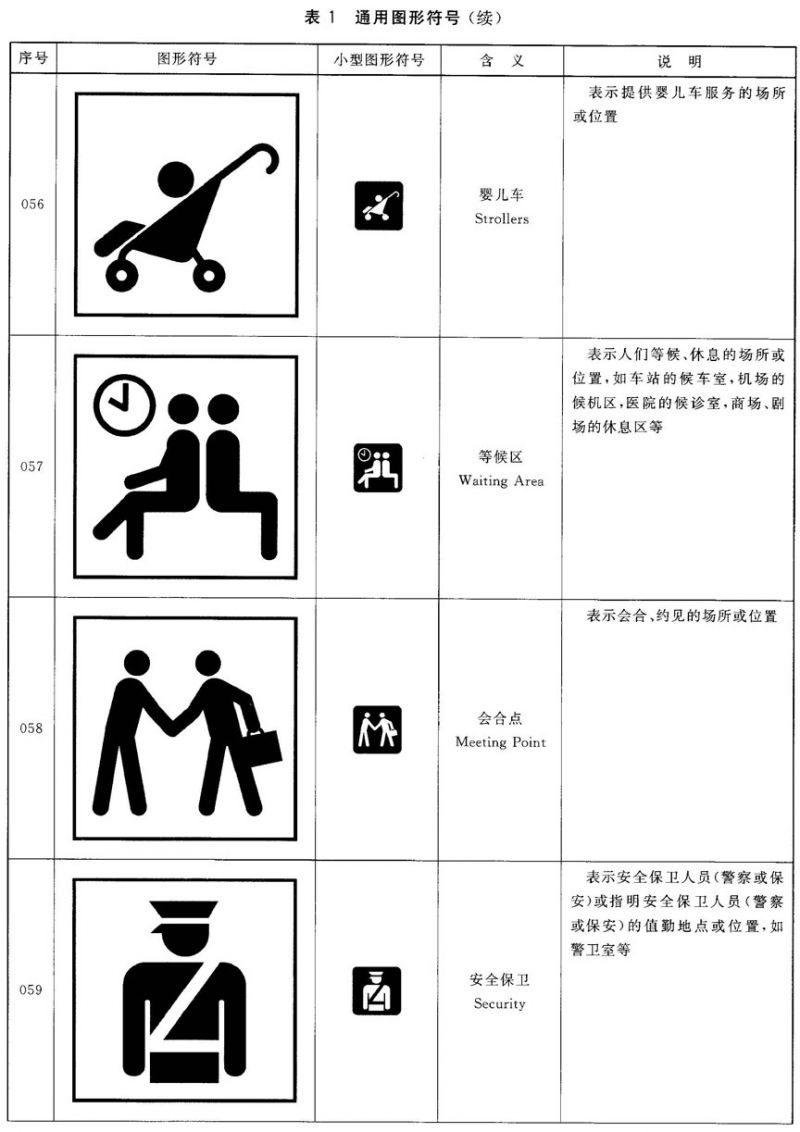 表 1 通用图形符号(续)
序号 图形符号 小型图形符号 含 义 说 明
056
婴儿车
Strollers
表示提供婴儿车服务的场所
或位置
057
等候区
Waiting Area
表示人们等候、休息的场所或
位置,如车站的候车室,机场的
候机区,医院的候诊室,商场、剧
场的休息区等
058
会合点
Meeting Point
表示会合、约见的场所或位置
059
安全保卫
Security
表示安全保卫人员(警察或保
安)或指明安全保卫人员(警察
或保安)的值勤地点或位置,如
警卫室等